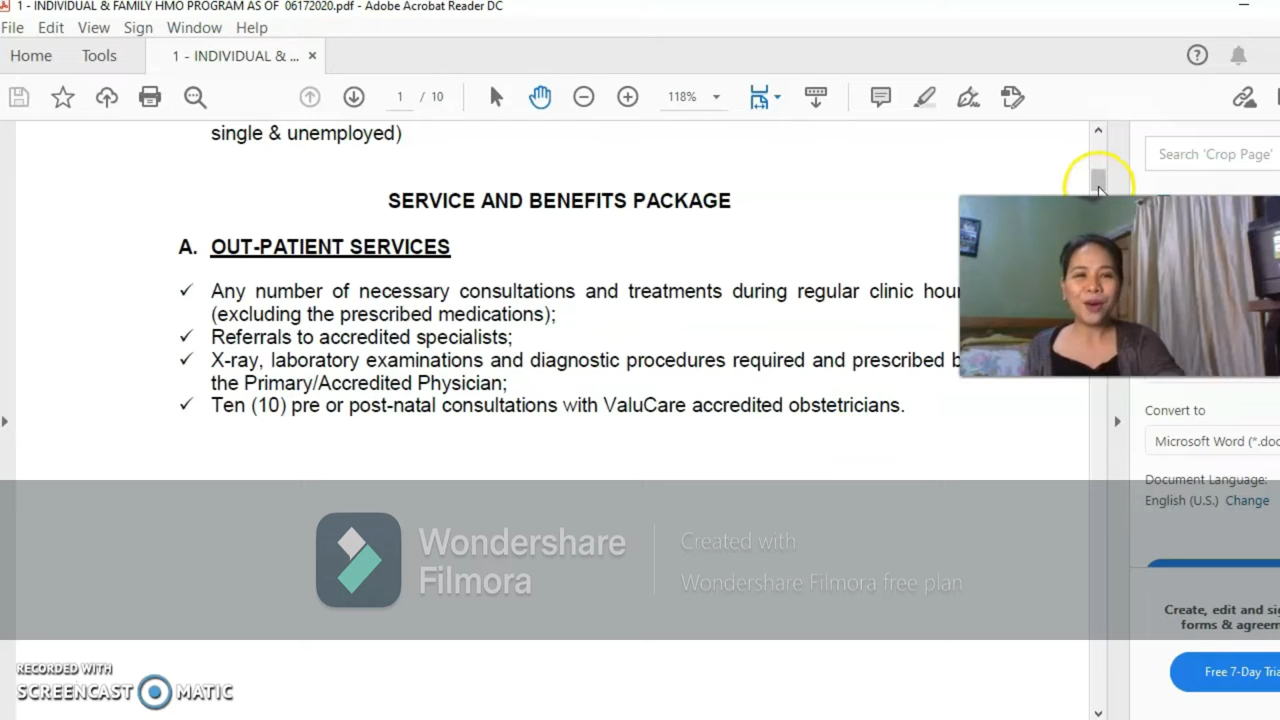 1 - INDIVIDUAL & FAMILY HMO PROGRAM AS OF 06172020.pdf - Adobe Acrobat Reader DC
File Edit View Sign Window Help
Home Tools 1 - INDIVIDUAL & ... ×
1 / 10 118%
single & unemployed)
Search 'Crop Page'
SERVICE AND BENEFITS PACKAGE
A. OUT-PATIENT SERVICES
✓ Any number of necessary consultations and treatments during regular clinic hour
(excluding the prescribed medications);
✓ Referrals to accredited specialists;
✓ X-ray, laboratory examinations and diagnostic procedures required and prescribed b
the Primary/Accredited Physician;
✓ Ten (10) pre or post-natal consultations with ValuCare accredited obstetricians.
Convert to
Microsoft Word (*.doc
Document Language:
English (U.S.) Change
Wondershare
Filmora
Created with
Wondershare Filmora free plan
Create, edit and si
forms & agreem
Free 7-Day Tria
RECORDED WITH
SCREENCAST MATIC